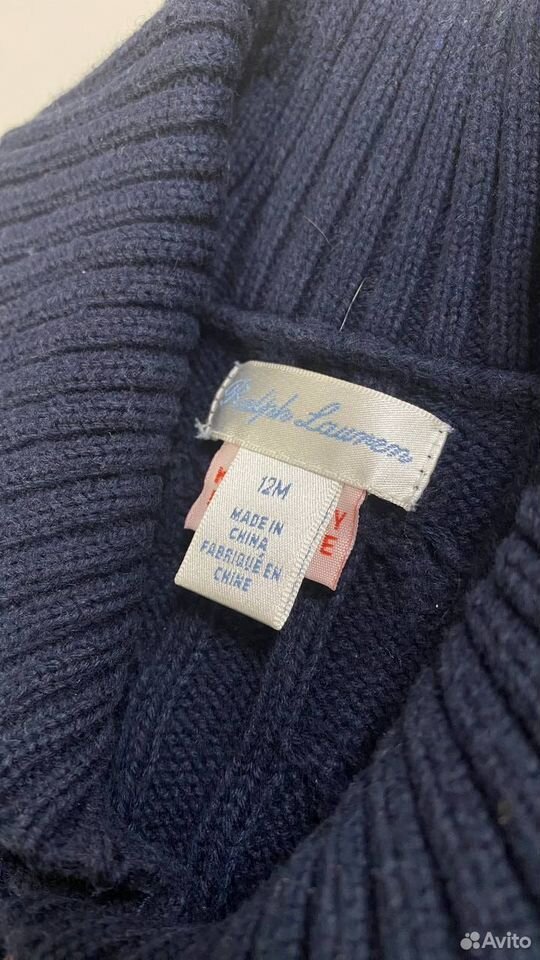 Ralph Lauren
12M
MADE IN
CHINA
FABRIQUÉ EN
CHINE
Avito